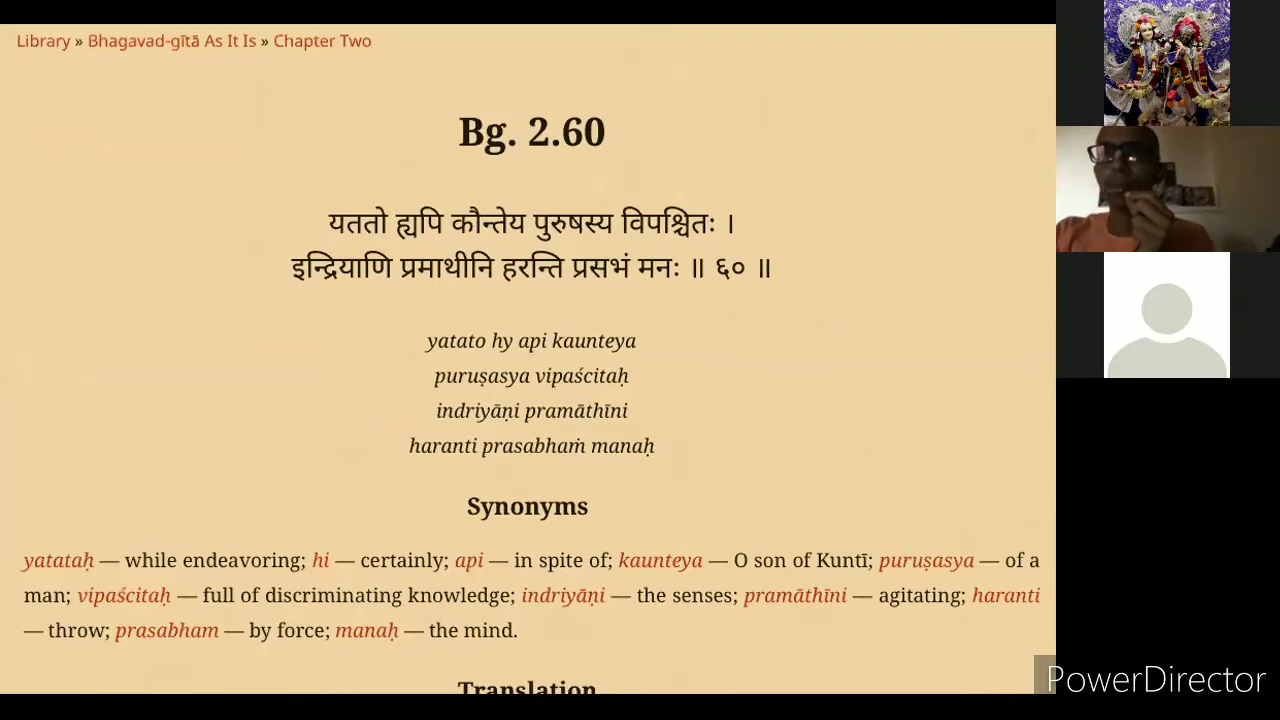 Library » Bhagavad-gītā As It Is » Chapter Two
Bg. 2.60
यततो ह्यपि कौन्तेय पुरुषस्य विपश्चितः ।
इन्द्रियाणि प्रमाथीनि हरन्ति प्रसभं मनः ॥ ६० ॥
yatato hy api kaunteya
puruṣasya vipaścitaḥ
indriyāṇi pramāthīni
haranti prasabhaṁ manaḥ
Synonyms
yatataḥ — while endeavoring; hi — certainly; api — in spite of; kaunteya — O son of Kuntī; puruṣasya — of a
man; vipaścitaḥ — full of discriminating knowledge; indriyāṇi — the senses; pramāthīni — agitating; haranti
— throw; prasabham — by force; manaḥ — the mind.
Translation
PowerDirector